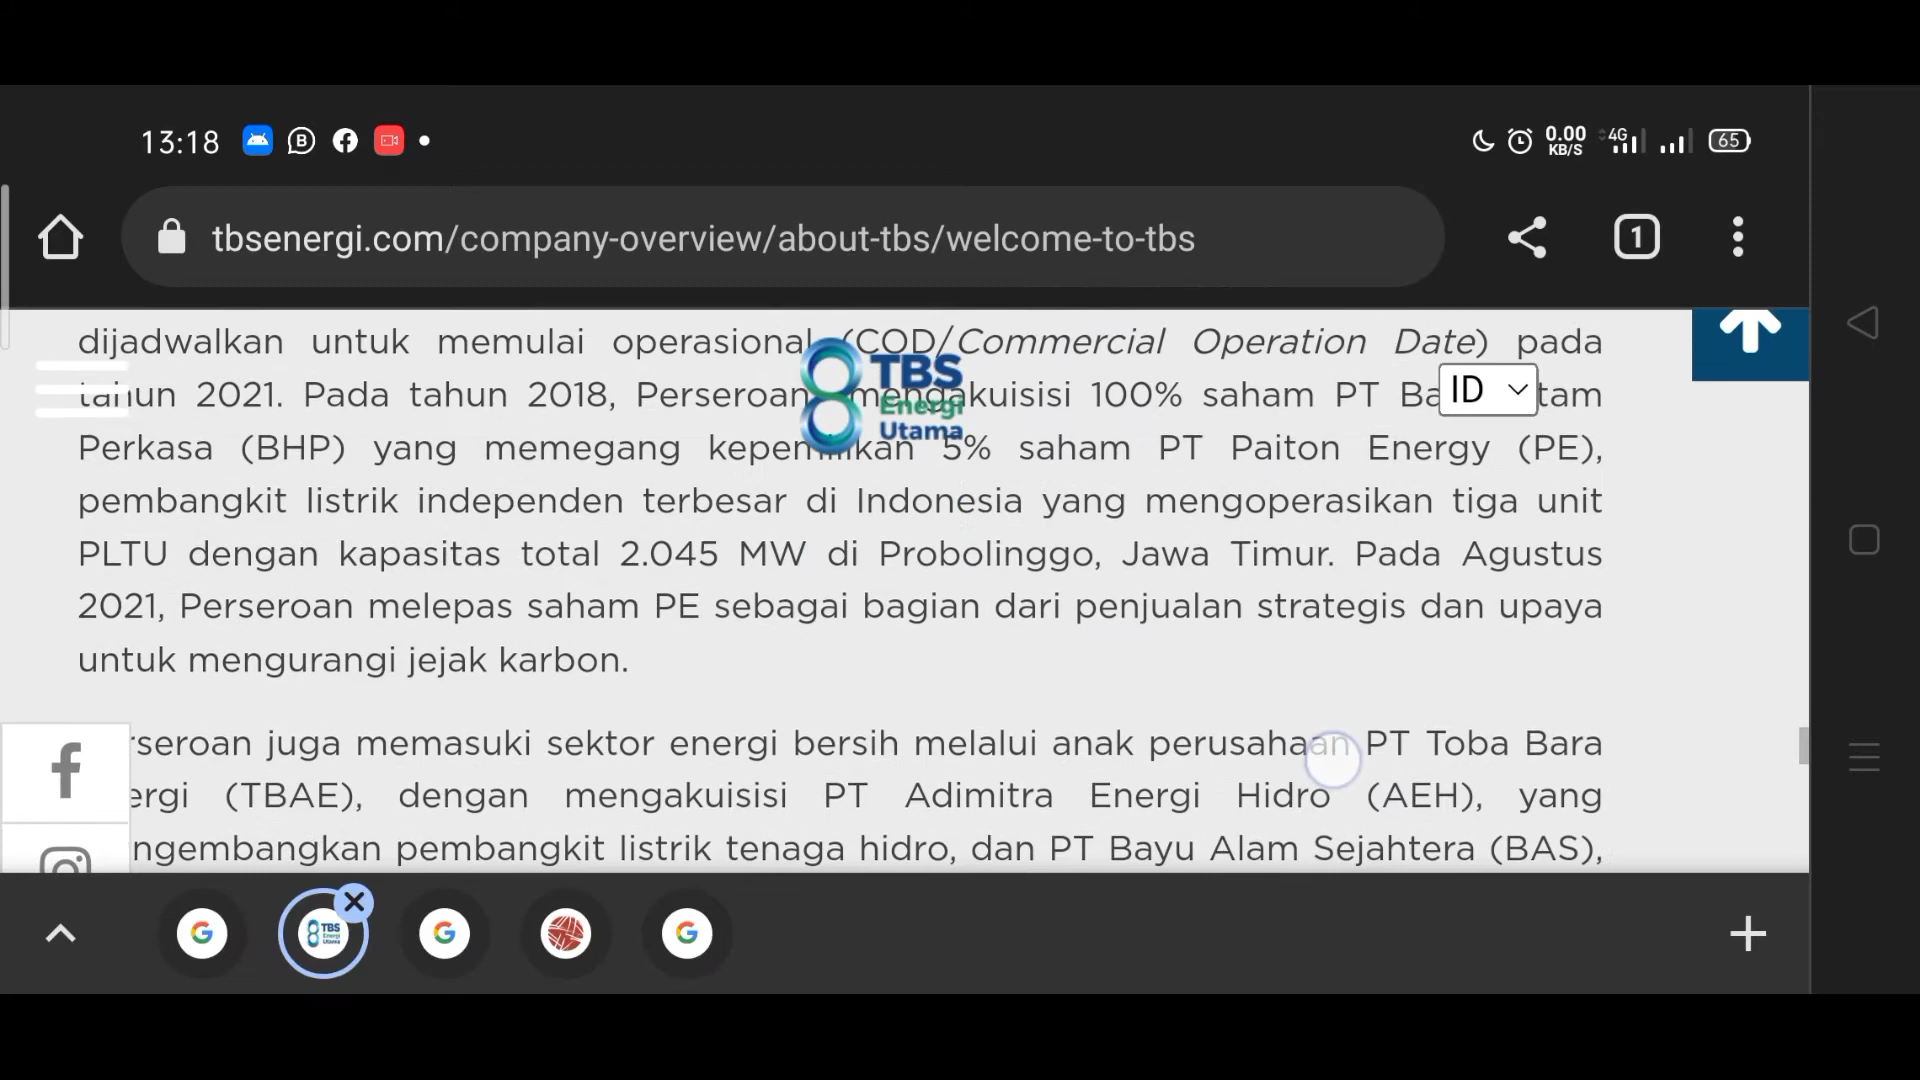 13:18
0.00
KB/S
4G
65
tbsenergi.com/company-overview/about-tbs/welcome-to-tbs
1
dijadwalkan untuk memulai operasional (COD/Commercial Operation Date) pada
tahun 2021. Pada tahun 2018, Perseroan mengakuisisi 100% saham PT
ID
TBS
Energi
Utama
Perkasa (BHP) yang memegang kepemilikan 5% saham PT Paiton Energy (PE),
pembangkit listrik independen terbesar di Indonesia yang mengoperasikan tiga unit
PLTU dengan kapasitas total 2.045 MW di Probolinggo, Jawa Timur. Pada Agustus
2021, Perseroan melepas saham PE sebagai bagian dari penjualan strategis dan upaya
untuk mengurangi jejak karbon.
rseroan juga memasuki sektor energi bersih melalui anak perusahaan PT Toba Bara
ergi (TBAE), dengan mengakuisisi PT Adimitra Energi Hidro (AEH), yang
ngembangkan pembangkit listrik tenaga hidro, dan PT Bayu Alam Sejahtera (BAS),
TBS
Energi
Utama